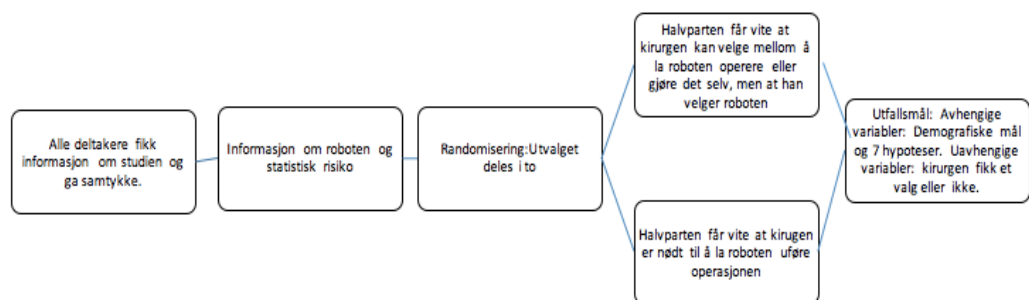 Alle deltakere fikk
informasjon om studien og
ga samtykke.
Informasjon om roboten og
statistisk risiko
Randomisering:Utvalget
deles i to
Halvparten får vite at
kirurgen kan velge mellom å
la roboten operere eller
gjøre det selv, men at han
velger roboten
Halvparten får vite at kirugen
er nødt til å la roboten uføre
operasjonen
Utfallsmål: Avhengige
variabler: Demografiske mål
og 7 hypoteser. Uavhengige
variabler: kirurgen fikk et
valg eller ikke.